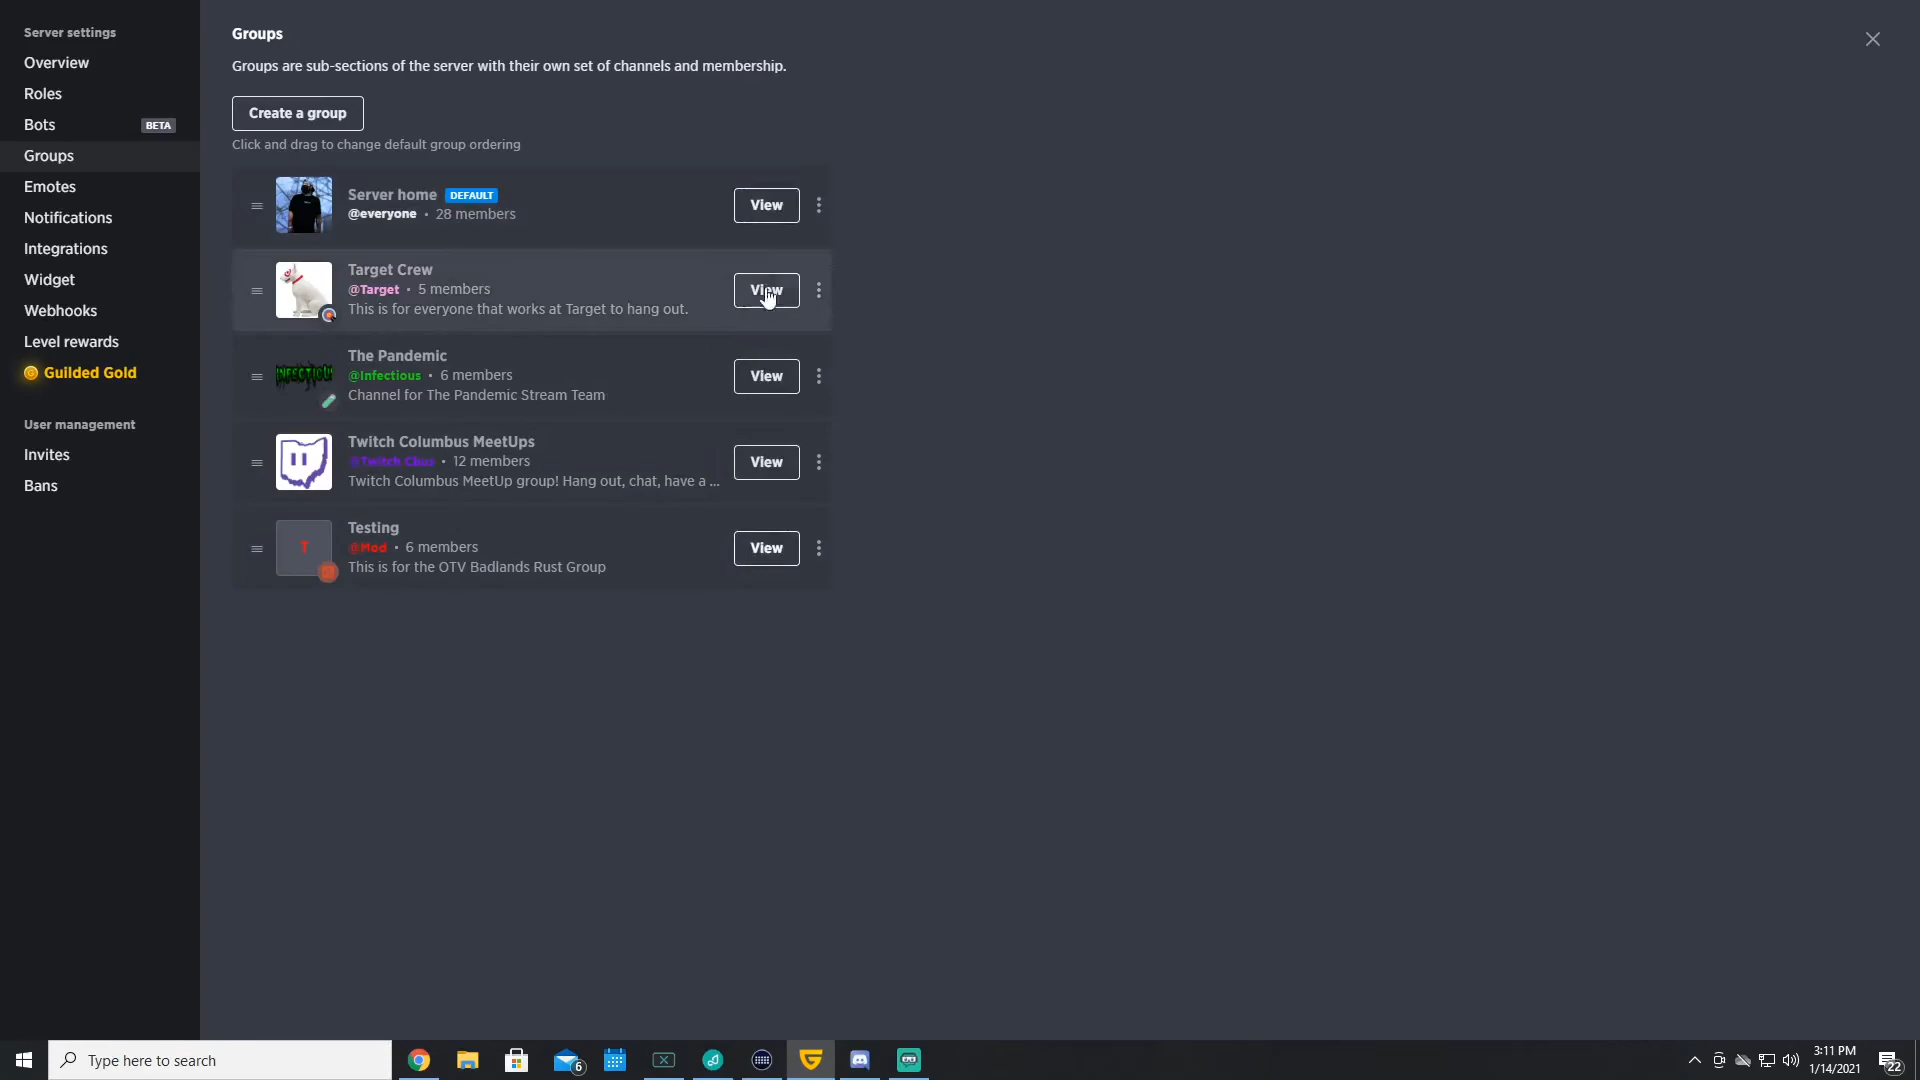 Server settings
Overview
Roles
Bots BETA
Groups
Emotes
Notifications
Integrations
Widget
Webhooks
Level rewards
Guilded Gold
User management
Invites
Bans
Groups
Groups are sub-sections of the server with their own set of channels and membership.
Create a group
Click and drag to change default group ordering
Server home DEFAULT
@everyone • 28 members
View
Target Crew
@Target • 5 members
This is for everyone that works at Target to hang out.
View
INFECTIOUS
The Pandemic
@Infectious • 6 members
Channel for The Pandemic Stream Team
View
Twitch Columbus MeetUps
@Twitch Cbus • 12 members
Twitch Columbus MeetUp group! Hang out, chat, have a ...
View
T
Testing
@Mod • 6 members
This is for the OTV Badlands Rust Group
View
Type here to search
6
3:11 PM
1/14/2021
22